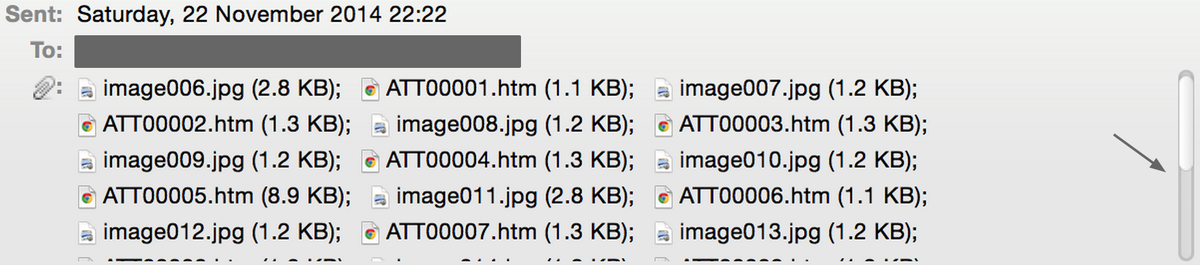 Sent: Saturday, 22 November 2014 22:22
To:
: image006.jpg (2.8 KB); ATT00001.htm (1.1 KB); image007.jpg (1.2 KB);
ATT00002.htm (1.3 KB); image008.jpg (1.2 KB); ATT00003.htm (1.3 KB);
image009.jpg (1.2 KB); ATT00004.htm (1.3 KB); image010.jpg (1.2 KB);
ATT00005.htm (8.9 KB); image011.jpg (2.8 KB); ATT00006.htm (1.1 KB);
image012.jpg (1.2 KB); ATT00007.htm (1.3 KB); image013.jpg (1.2 KB);